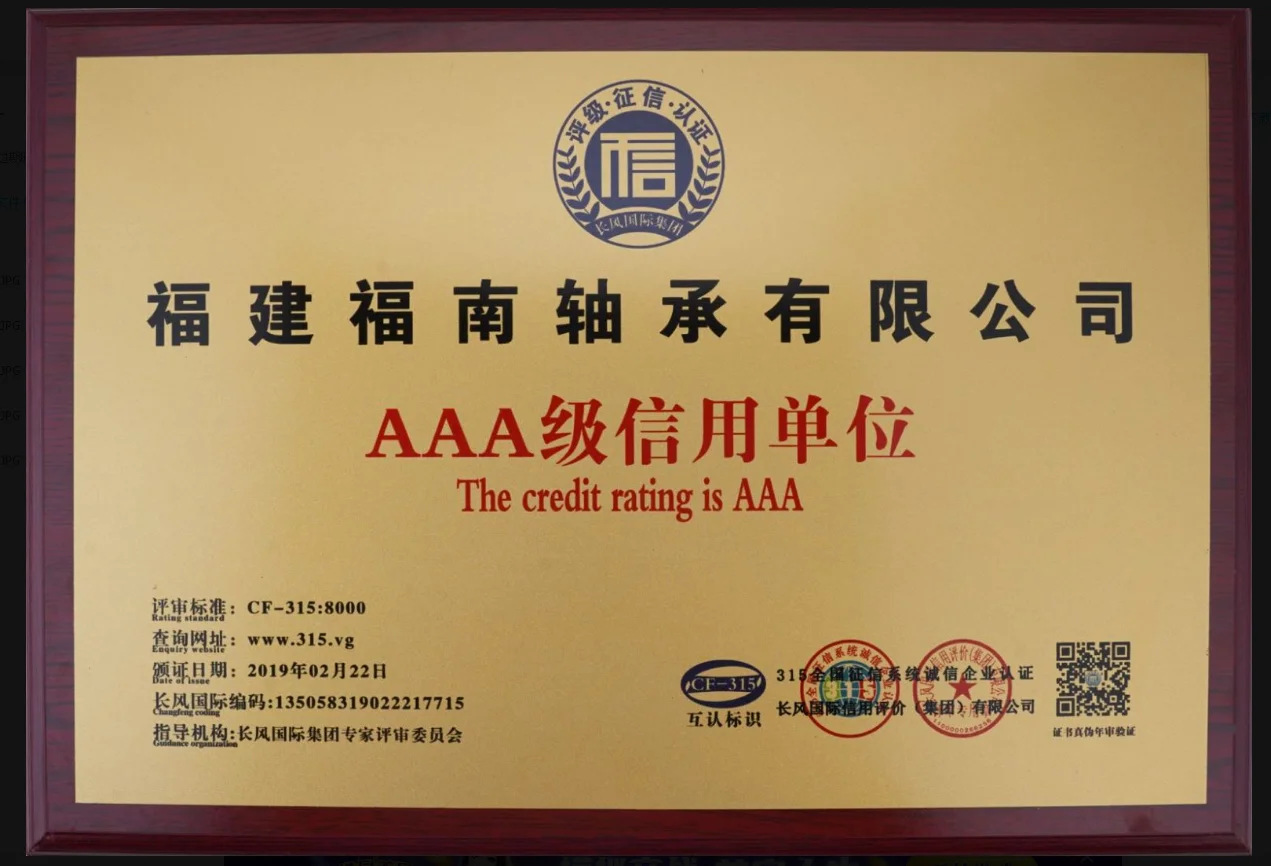 评级·征信·认证
信
长风国际集团
福建福南轴承有限公司
AAA级信用单位
The credit rating is AAA
评审标准：CF-315:8000
Rating standard
查询网址：www.315.vg
Enquiry website
颁证日期：2019年02月22日
Date of issue
长风国际编码:135058319022217715
Changfeng coding
指导机构:长风国际集团专家评审委员会
Guidance organization
CF-315
互认标识
315全国征信系统诚信企业认证
长风国际信用评价（集团）有限公司
315
证书真伪年审验证